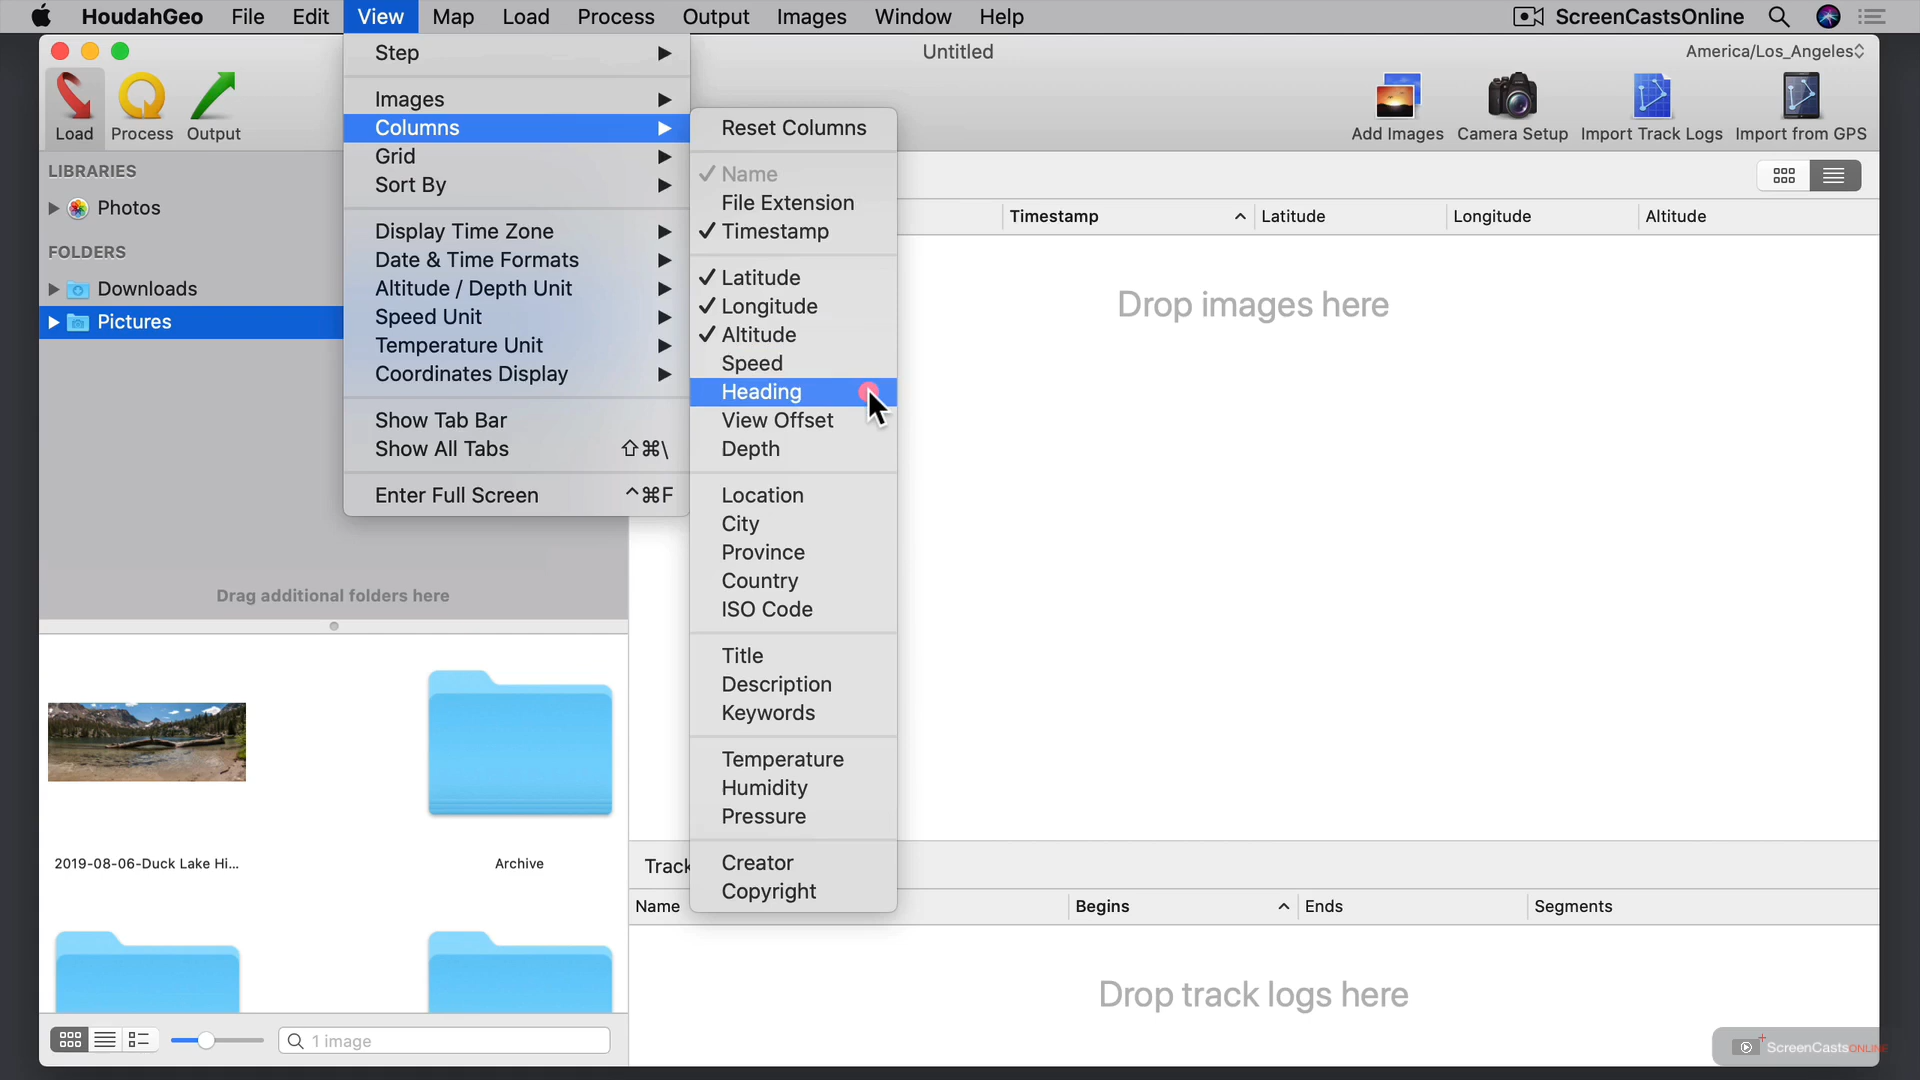 HoudahGeo File Edit View Map Load Process Output Images Window Help ScreenCastsOnline
Untitled
America/Los_Angeles
Load Process Output
Add Images Camera Setup Import Track Logs Import from GPS
LIBRARIES
Photos
FOLDERS
Downloads
Pictures
Drag additional folders here
2019-08-06-Duck Lake Hi...
Archive
1 image
Step
Images
Columns
Grid
Sort By
Display Time Zone
Date & Time Formats
Altitude / Depth Unit
Speed Unit
Temperature Unit
Coordinates Display
Show Tab Bar
Show All Tabs ⇧⌘\
Enter Full Screen ^⌘F
Reset Columns
✓ Name
File Extension
✓ Timestamp
✓ Latitude
✓ Longitude
✓ Altitude
Speed
Heading
View Offset
Depth
Location
City
Province
Country
ISO Code
Title
Description
Keywords
Temperature
Humidity
Pressure
Creator
Copyright
Timestamp Latitude Longitude Altitude
Drop images here
Track
Name Begins Ends Segments
Drop track logs here
ScreenCastsONLINE